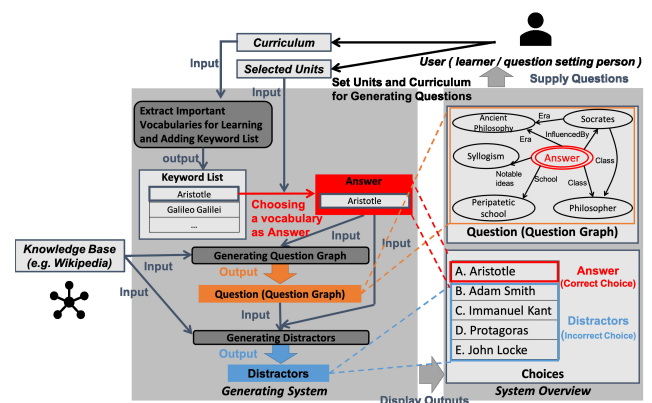 Curriculum
Selected Units
Input
Input
User ( learner / question setting person )
Set Units and Curriculum
for Generating Questions
Supply Questions
Extract Important
Vocabularies for Learning
and Adding Keyword List
output
Keyword List
Aristotle
Galileo Galilei
...
Choosing
a vocabulary
as Answer
Answer
Aristotle
Input
Input
Knowledge Base
(e.g. Wikipedia)
Input
Input
Generating Question Graph
Output
Question (Question Graph)
Input
Generating Distractors
Output
Distractors
Generating System
Ancient
Philosophy
Era
Socrates
Era
InfluencedBy
Syllogism
Answer
Class
Notable
ideas
School
Class
Peripatetic
school
Philosopher
Question (Question Graph)
A. Aristotle
B. Adam Smith
C. Immanuel Kant
D. Protagoras
E. John Locke
Answer
(Correct Choice)
Distractors
(Incorrect Choice)
Choices
System Overview
Display Outputs